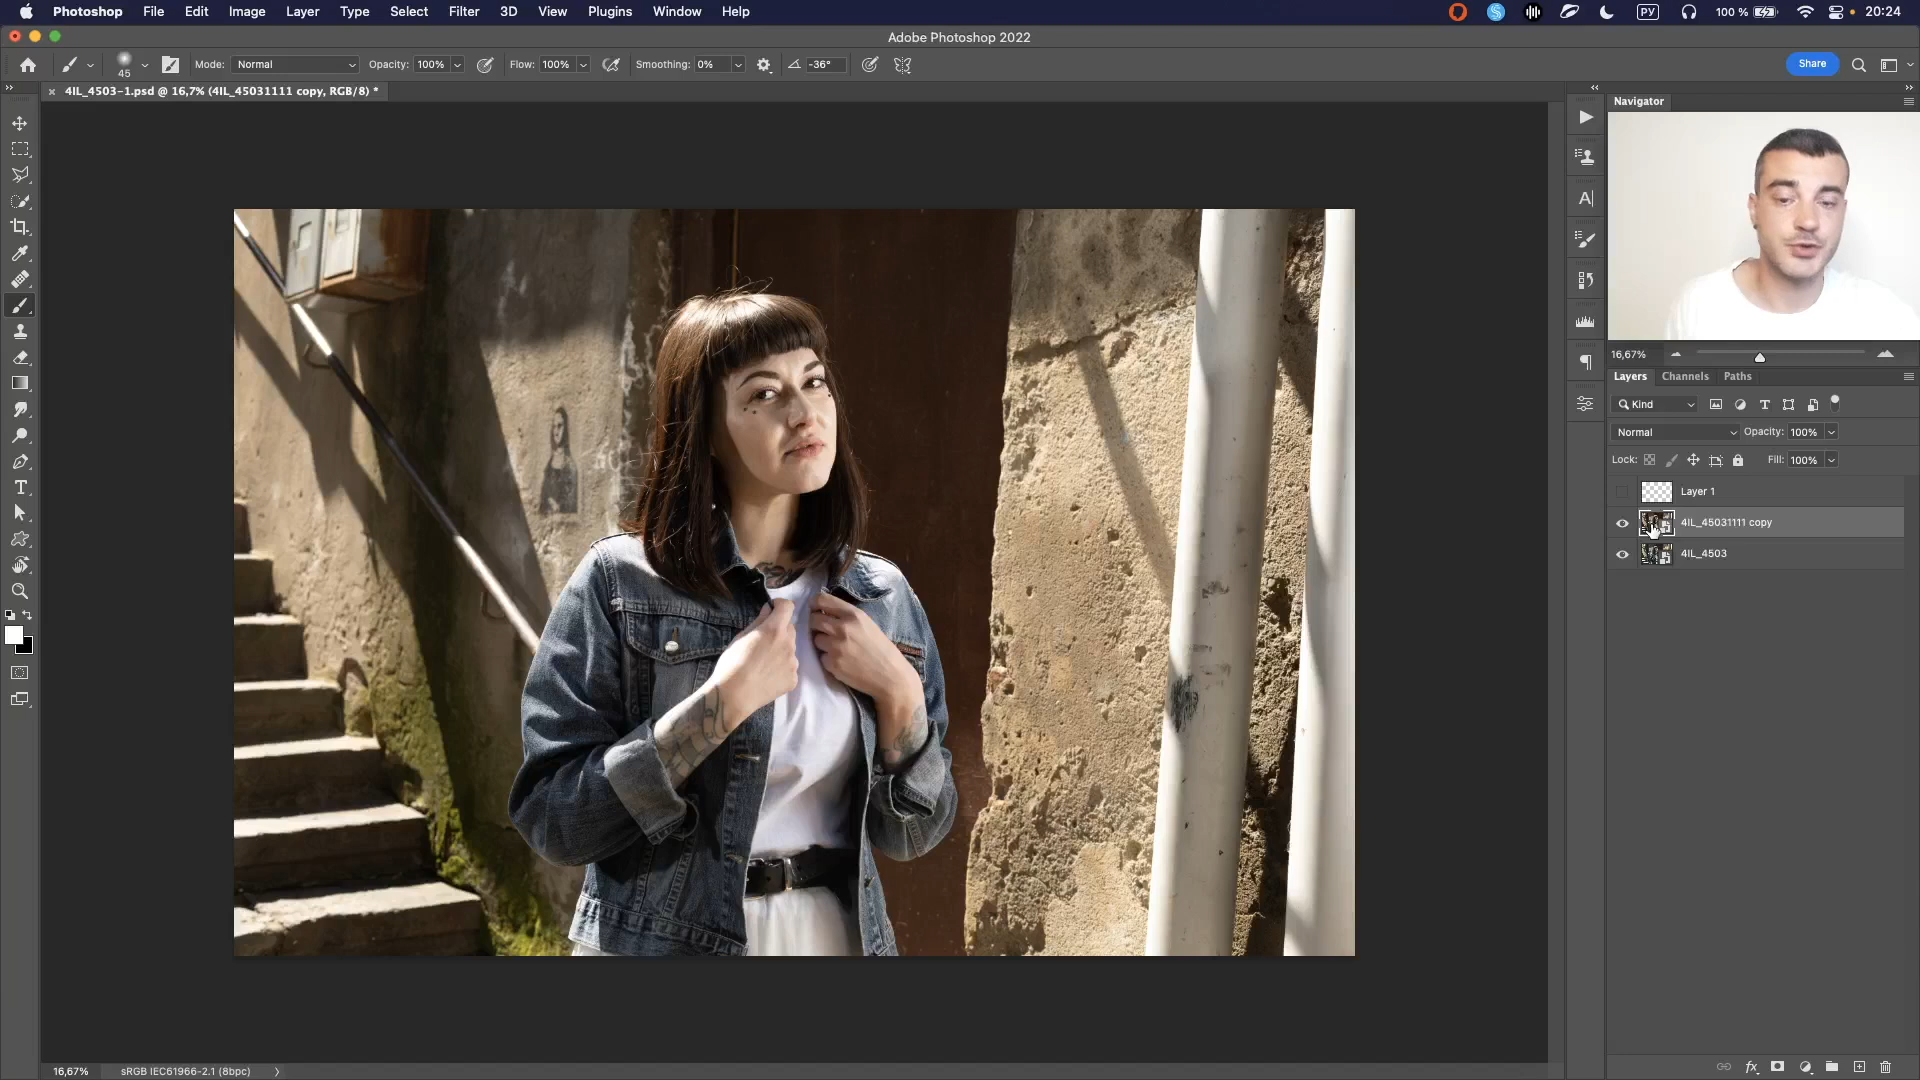 Photoshop File Edit Image Layer Type Select Filter 3D View Plugins Window Help РУ 100 % 20:24
Adobe Photoshop 2022
45 Mode: Normal Opacity: 100% Flow: 100% Smoothing: 0% -36° Share
4IL_4503-1.psd @ 16,7% (4IL_45031111 copy, RGB/8) *
Navigator
16,67%
Layers Channels Paths
Kind
Normal Opacity: 100%
Lock: Fill: 100%
Layer 1
4IL_45031111 copy
4IL_4503
16,67% sRGB IEC61966-2.1 (8bpc)